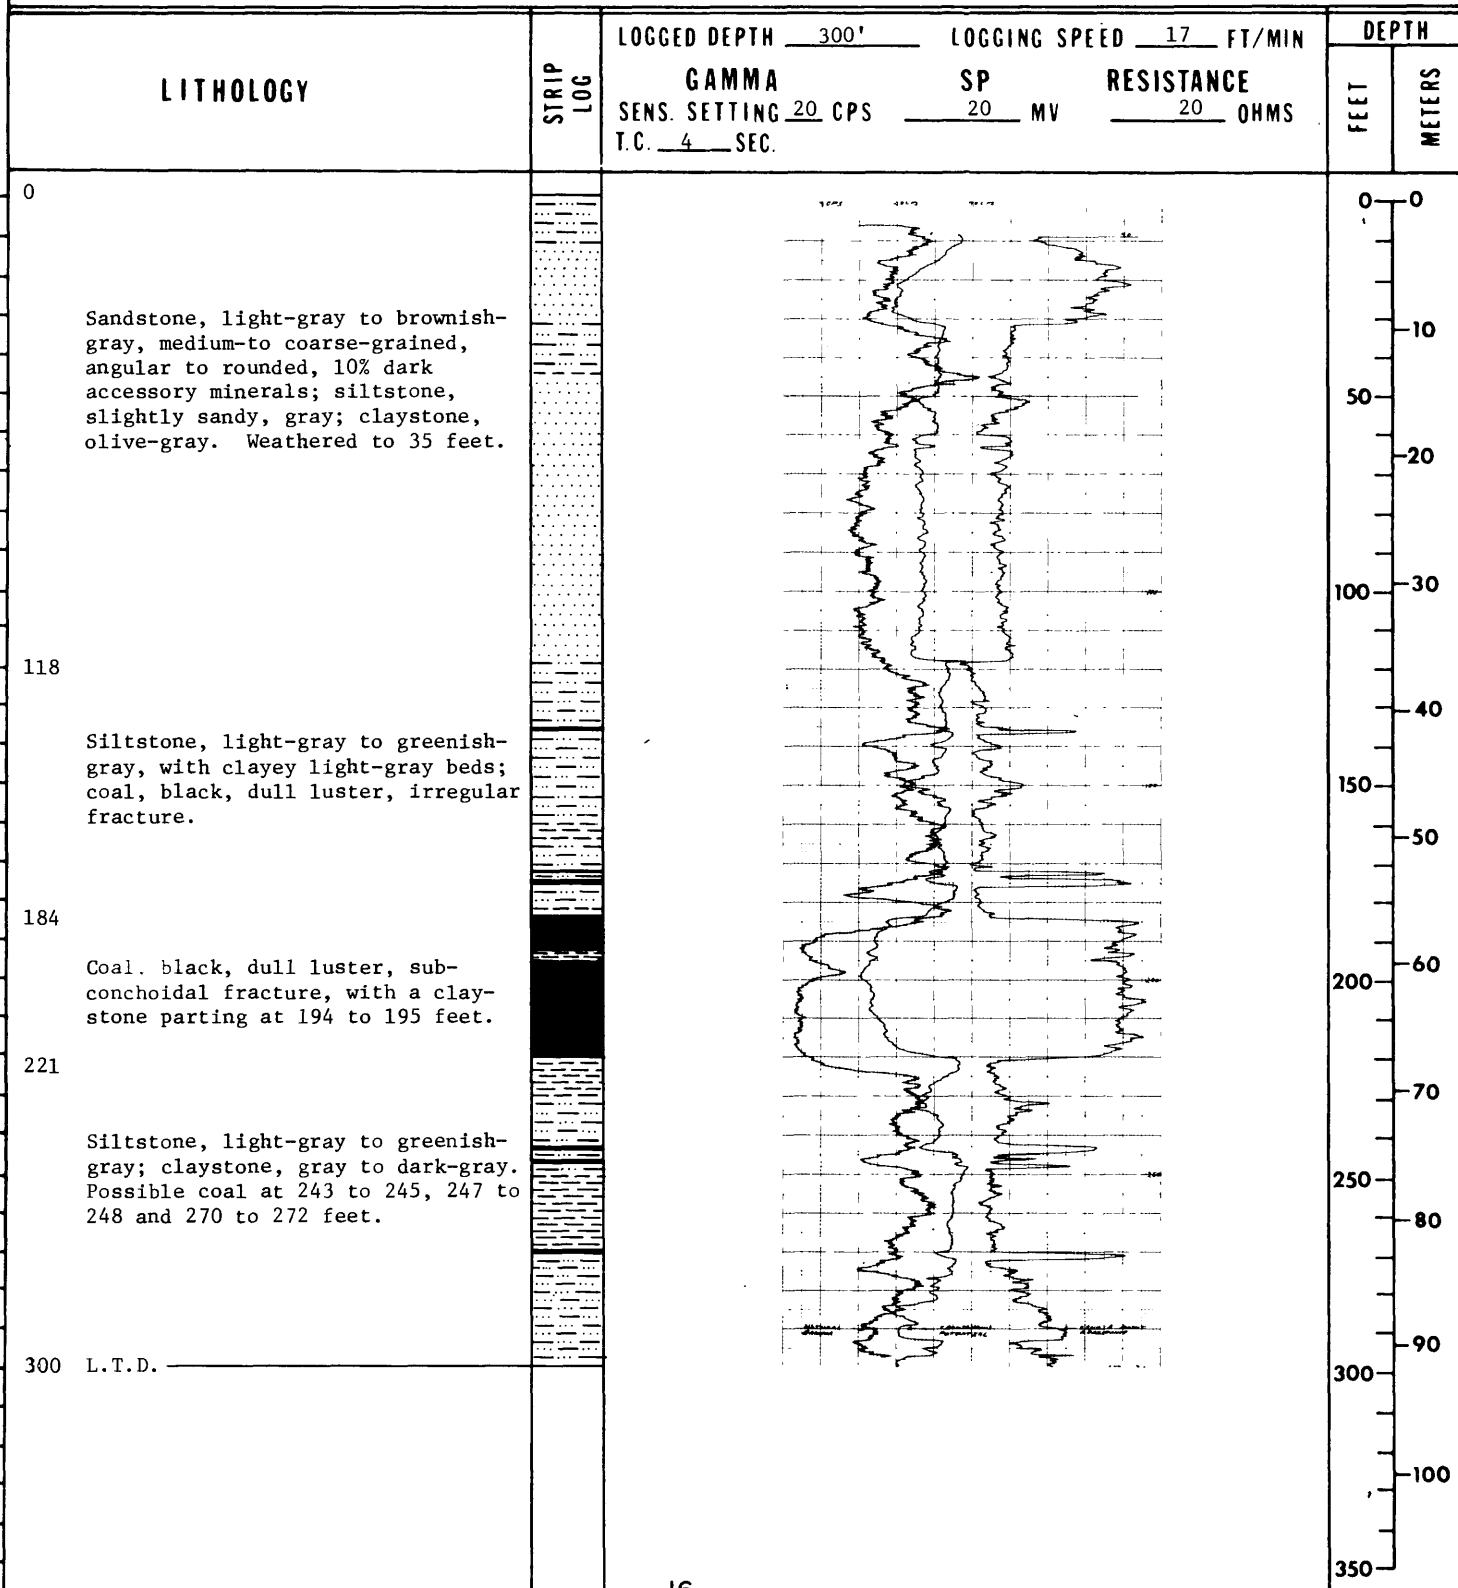 LITHOLOGY
STRIP LOG
LOGGED DEPTH 300' LOGGING SPEED 17 FT/MIN
GAMMA SP RESISTANCE
SENS. SETTING 20 CPS 20 MV 20 OHMS
T.C. 4 SEC.
DEPTH
FEET
METERS
0
Sandstone, light-gray to brownish-
gray, medium-to coarse-grained,
angular to rounded, 10% dark
accessory minerals; siltstone,
slightly sandy, gray; claystone,
olive-gray. Weathered to 35 feet.
118
Siltstone, light-gray to greenish-
gray, with clayey light-gray beds;
coal, black, dull luster, irregular
fracture.
184
Coal. black, dull luster, sub-
conchoidal fracture, with a clay-
stone parting at 194 to 195 feet.
221
Siltstone, light-gray to greenish-
gray; claystone, gray to dark-gray.
Possible coal at 243 to 245, 247 to
248 and 270 to 272 feet.
300 L.T.D.
0 0
10
50
20
100 30
40
150
50
60
200
70
250
80
90
300
100
350
16